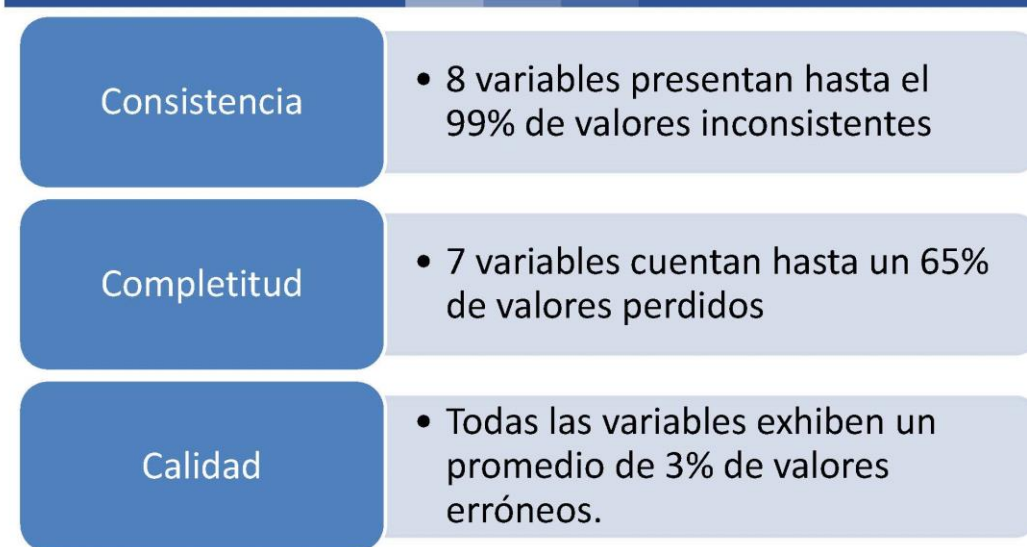 Consistencia
• 8 variables presentan hasta el
99% de valores inconsistentes
Completitud
• 7 variables cuentan hasta un 65%
de valores perdidos
Calidad
• Todas las variables exhiben un
promedio de 3% de valores
erróneos.